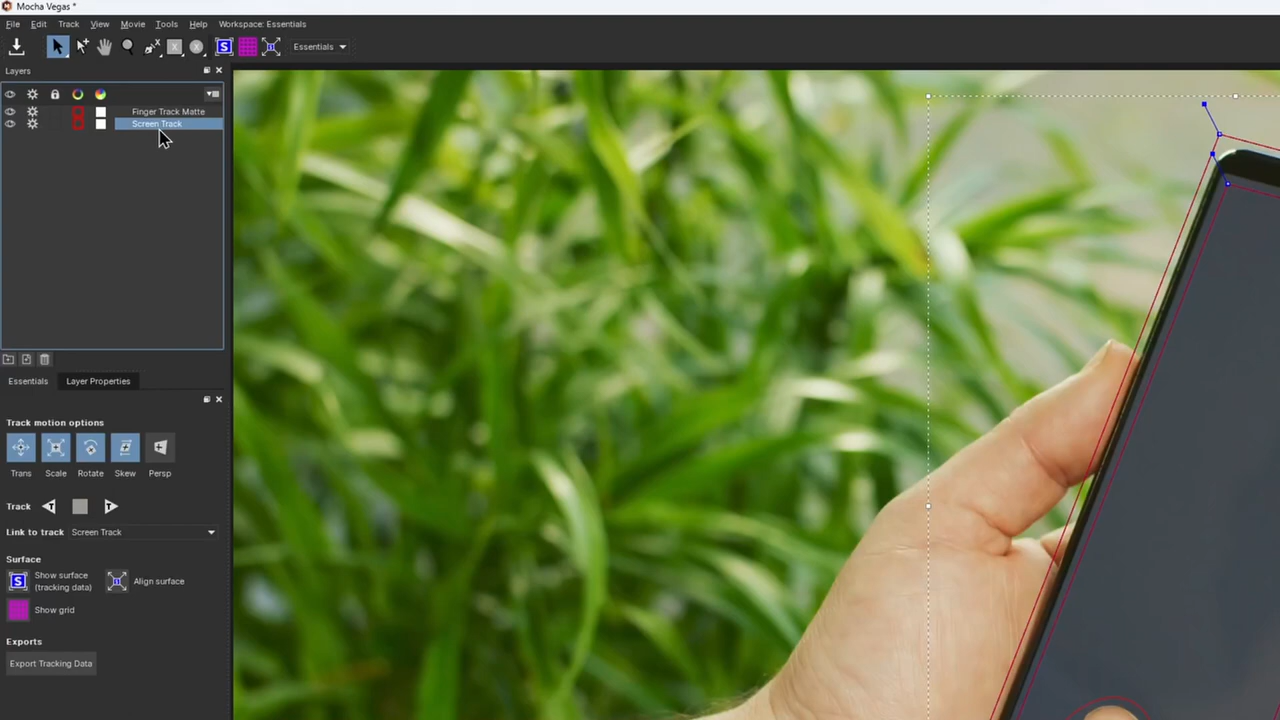 Mocha Vegas *
File Edit Track View Movie Tools Help Workspace: Essentials
S X X Essentials
Layers
Finger Track Matte
Screen Track
Essentials Layer Properties
Track motion options
Trans Scale Rotate Skew Persp
Track
Link to track Screen Track
Surface
S Show surface
(tracking data) Align surface
Show grid
Exports
Export Tracking Data